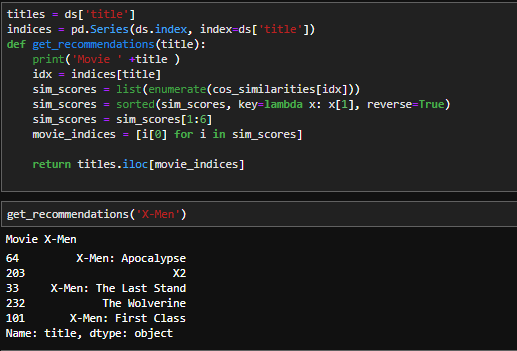 titles = ds['title']
indices = pd.Series(ds.index, index=ds['title'])
def get_recommendations(title):
    print('Movie ' +title )
    idx = indices[title]
    sim_scores = list(enumerate(cos_similarities[idx]))
    sim_scores = sorted(sim_scores, key=lambda x: x[1], reverse=True)
    sim_scores = sim_scores[1:6]
    movie_indices = [i[0] for i in sim_scores]
    return titles.iloc[movie_indices]
get_recommendations('X-Men')
Movie X-Men
64         X-Men: Apocalypse
203                       X2
33     X-Men: The Last Stand
232            The Wolverine
101       X-Men: First Class
Name: title, dtype: object